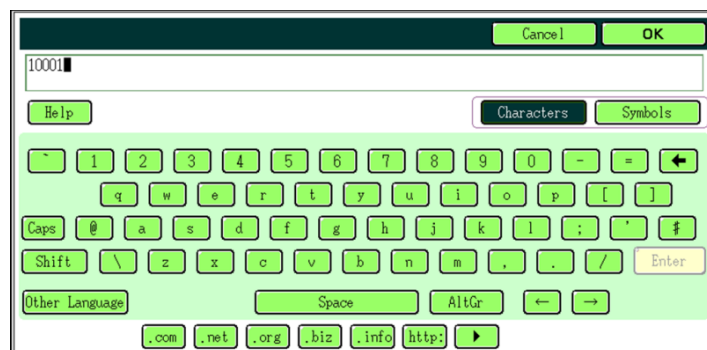 Cancel OK
10001
Help Characters Symbols
` 1 2 3 4 5 6 7 8 9 0 - = ←
q w e r t y u i o p [ ]
Caps @ a s d f g h j k l ; ' #
Shift \ z x c v b n m , . / Enter
Other Language Space AltGr ← →
.com .net .org .biz .info http: